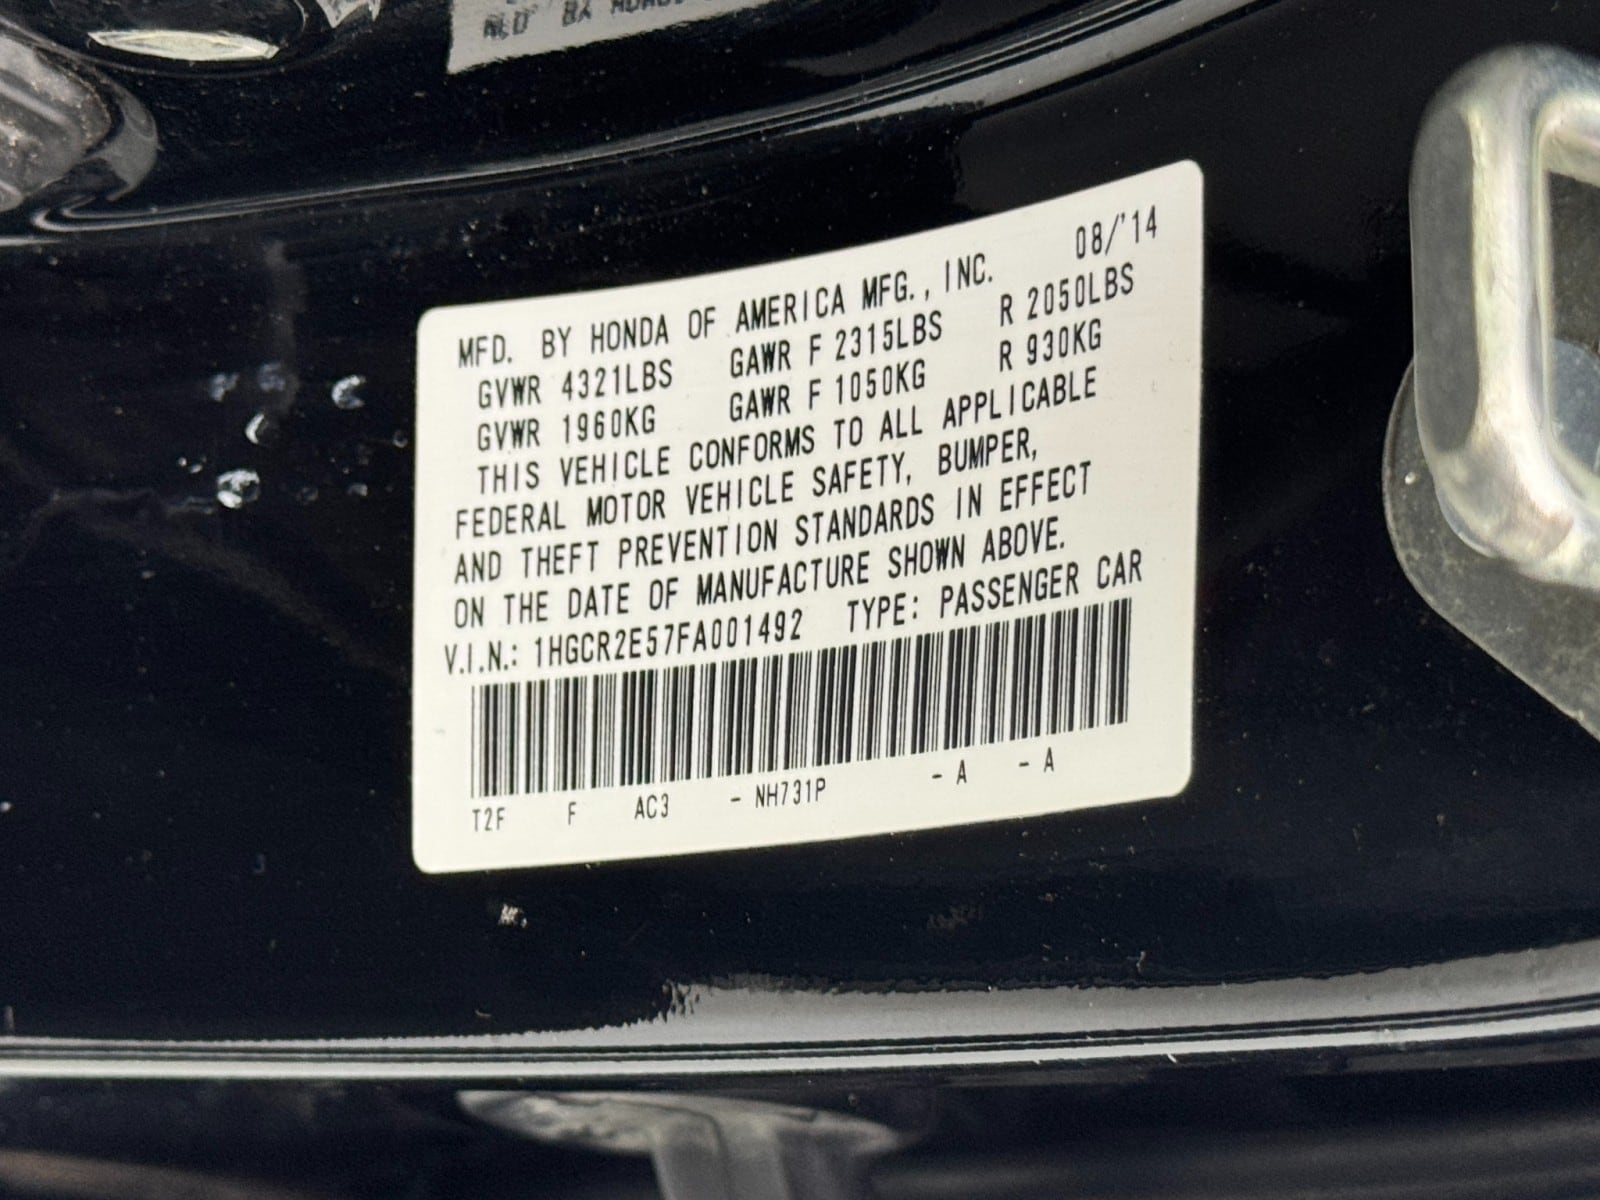 MFD. BY HONDA OF AMERICA MFG., INC. 08/'14
GVWR 4321LBS GAWR F 2315LBS R 2050LBS
GVWR 1960KG GAWR F 1050KG R 930KG
THIS VEHICLE CONFORMS TO ALL APPLICABLE
FEDERAL MOTOR VEHICLE SAFETY, BUMPER,
AND THEFT PREVENTION STANDARDS IN EFFECT
ON THE DATE OF MANUFACTURE SHOWN ABOVE.
V.I.N.: 1HGCR2E57FA001492 TYPE: PASSENGER CAR
T2F F AC3 - NH731P - A - A